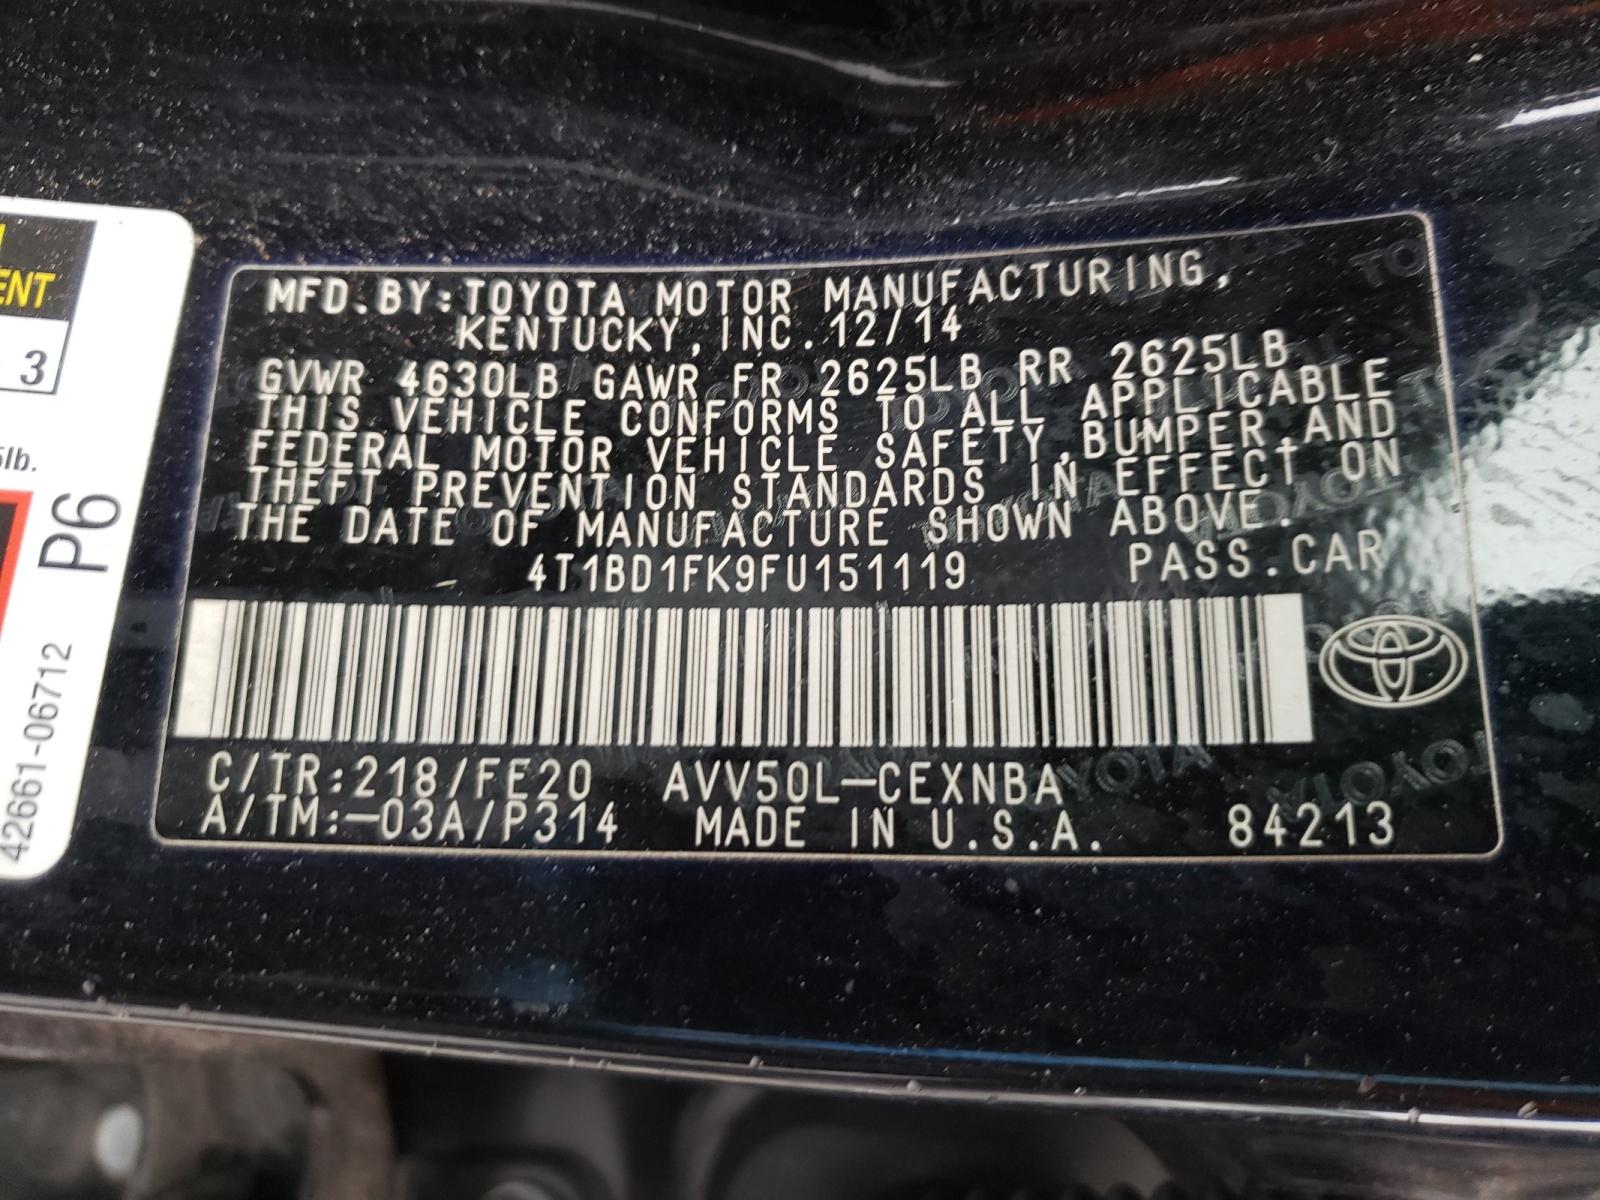 ENT
3
5lb.
P6
42661-06712
MFD.BY:TOYOTA MOTOR MANUFACTURING,
KENTUCKY,INC.12/14
GVWR 4630LB GAWR FR 2625LB RR 2625LB
THIS VEHICLE CONFORMS TO ALL APPLICABLE
FEDERAL MOTOR VEHICLE SAFETY,BUMPER,AND
THEFT PREVENTION STANDARDS IN EFFECT ON
THE DATE OF MANUFACTURE SHOWN ABOVE.
4T1BD1FK9FU151119 PASS.CAR
C/TR:218/FE20 AVV50L-CEXNBA
A/TM:-03A/P314 MADE IN U.S.A. 84213